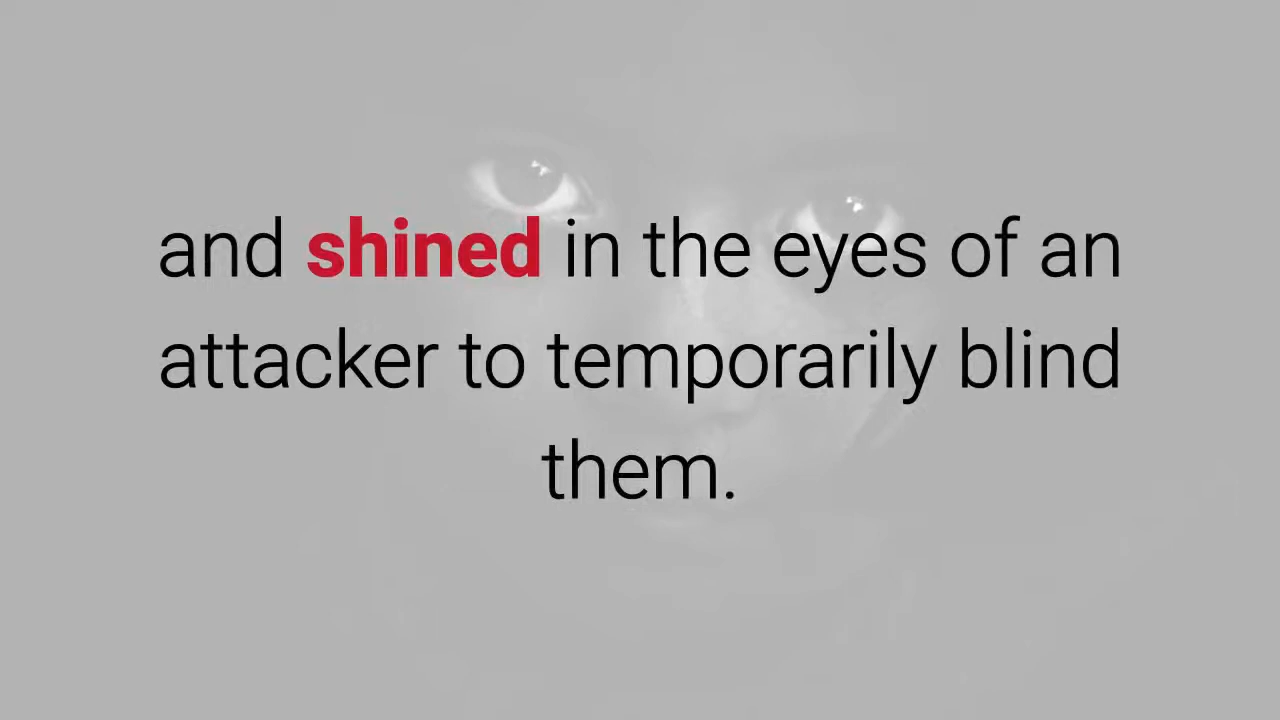 and shined in the eyes of an
attacker to temporarily blind
them.